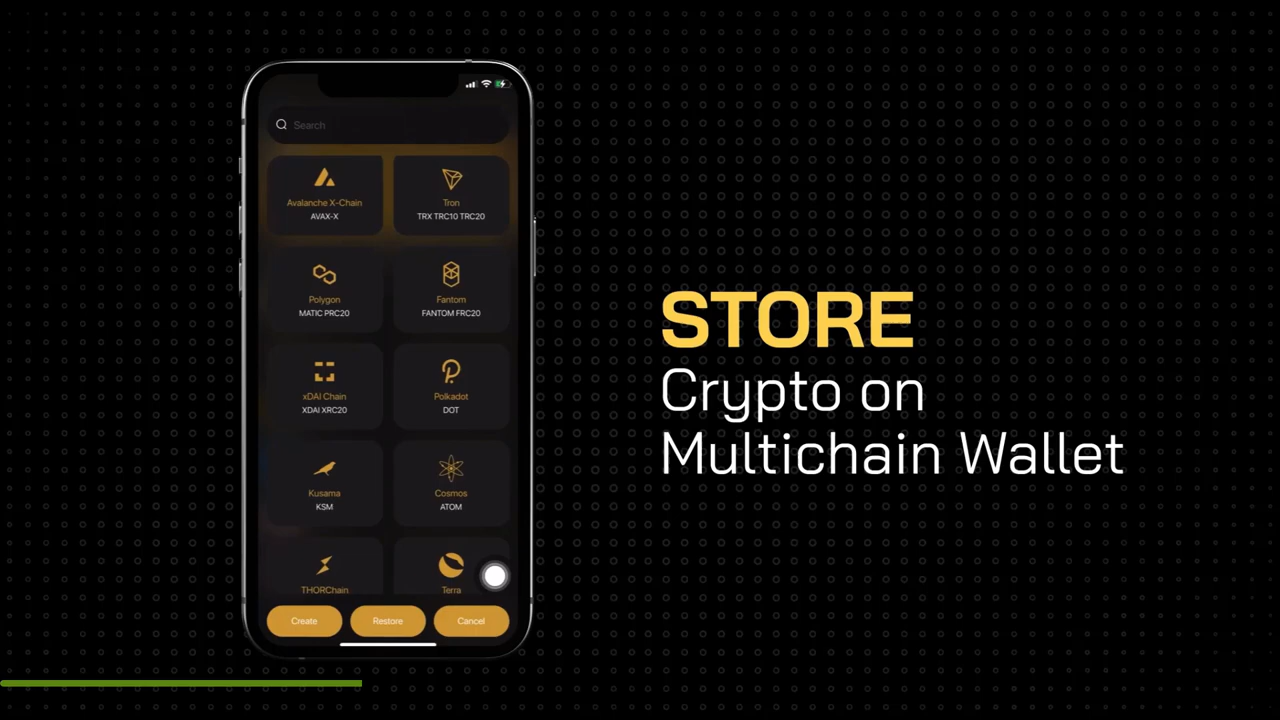 Search
Avalanche X-Chain
AVAX-X
Tron
TRX TRC10 TRC20
Polygon
MATIC PRC20
Fantom
FANTOM FRC20
xDAI Chain
XDAI XRC20
Polkadot
DOT
Kusama
KSM
Cosmos
ATOM
THORChain
Terra
Create
Restore
Cancel
STORE
Crypto on
Multichain Wallet